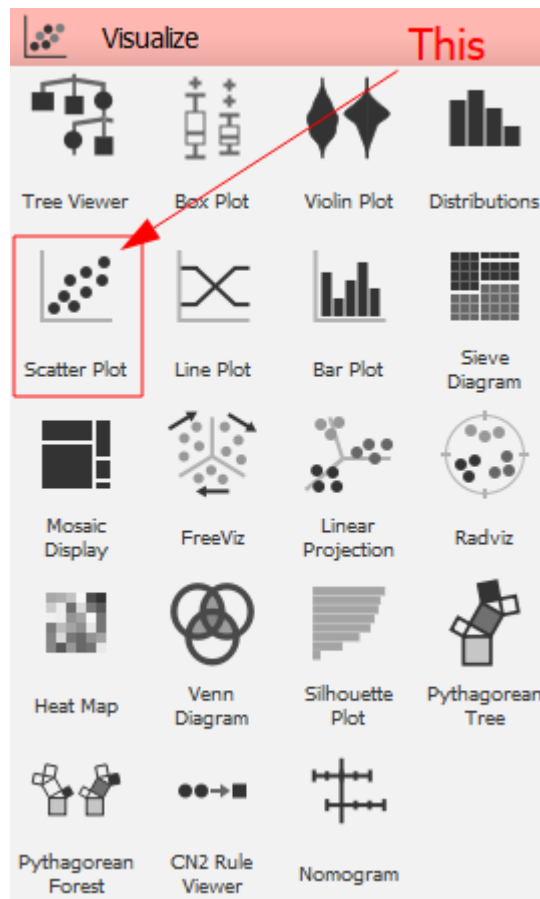 Visualize
This
Tree Viewer
Box Plot
Violin Plot
Distributions
Scatter Plot
Line Plot
Bar Plot
Sieve
Diagram
Mosaic
Display
FreeViz
Linear
Projection
Radviz
Heat Map
Venn
Diagram
Silhouette
Plot
Pythagorean
Tree
Pythagorean
Forest
CN2 Rule
Viewer
Nomogram